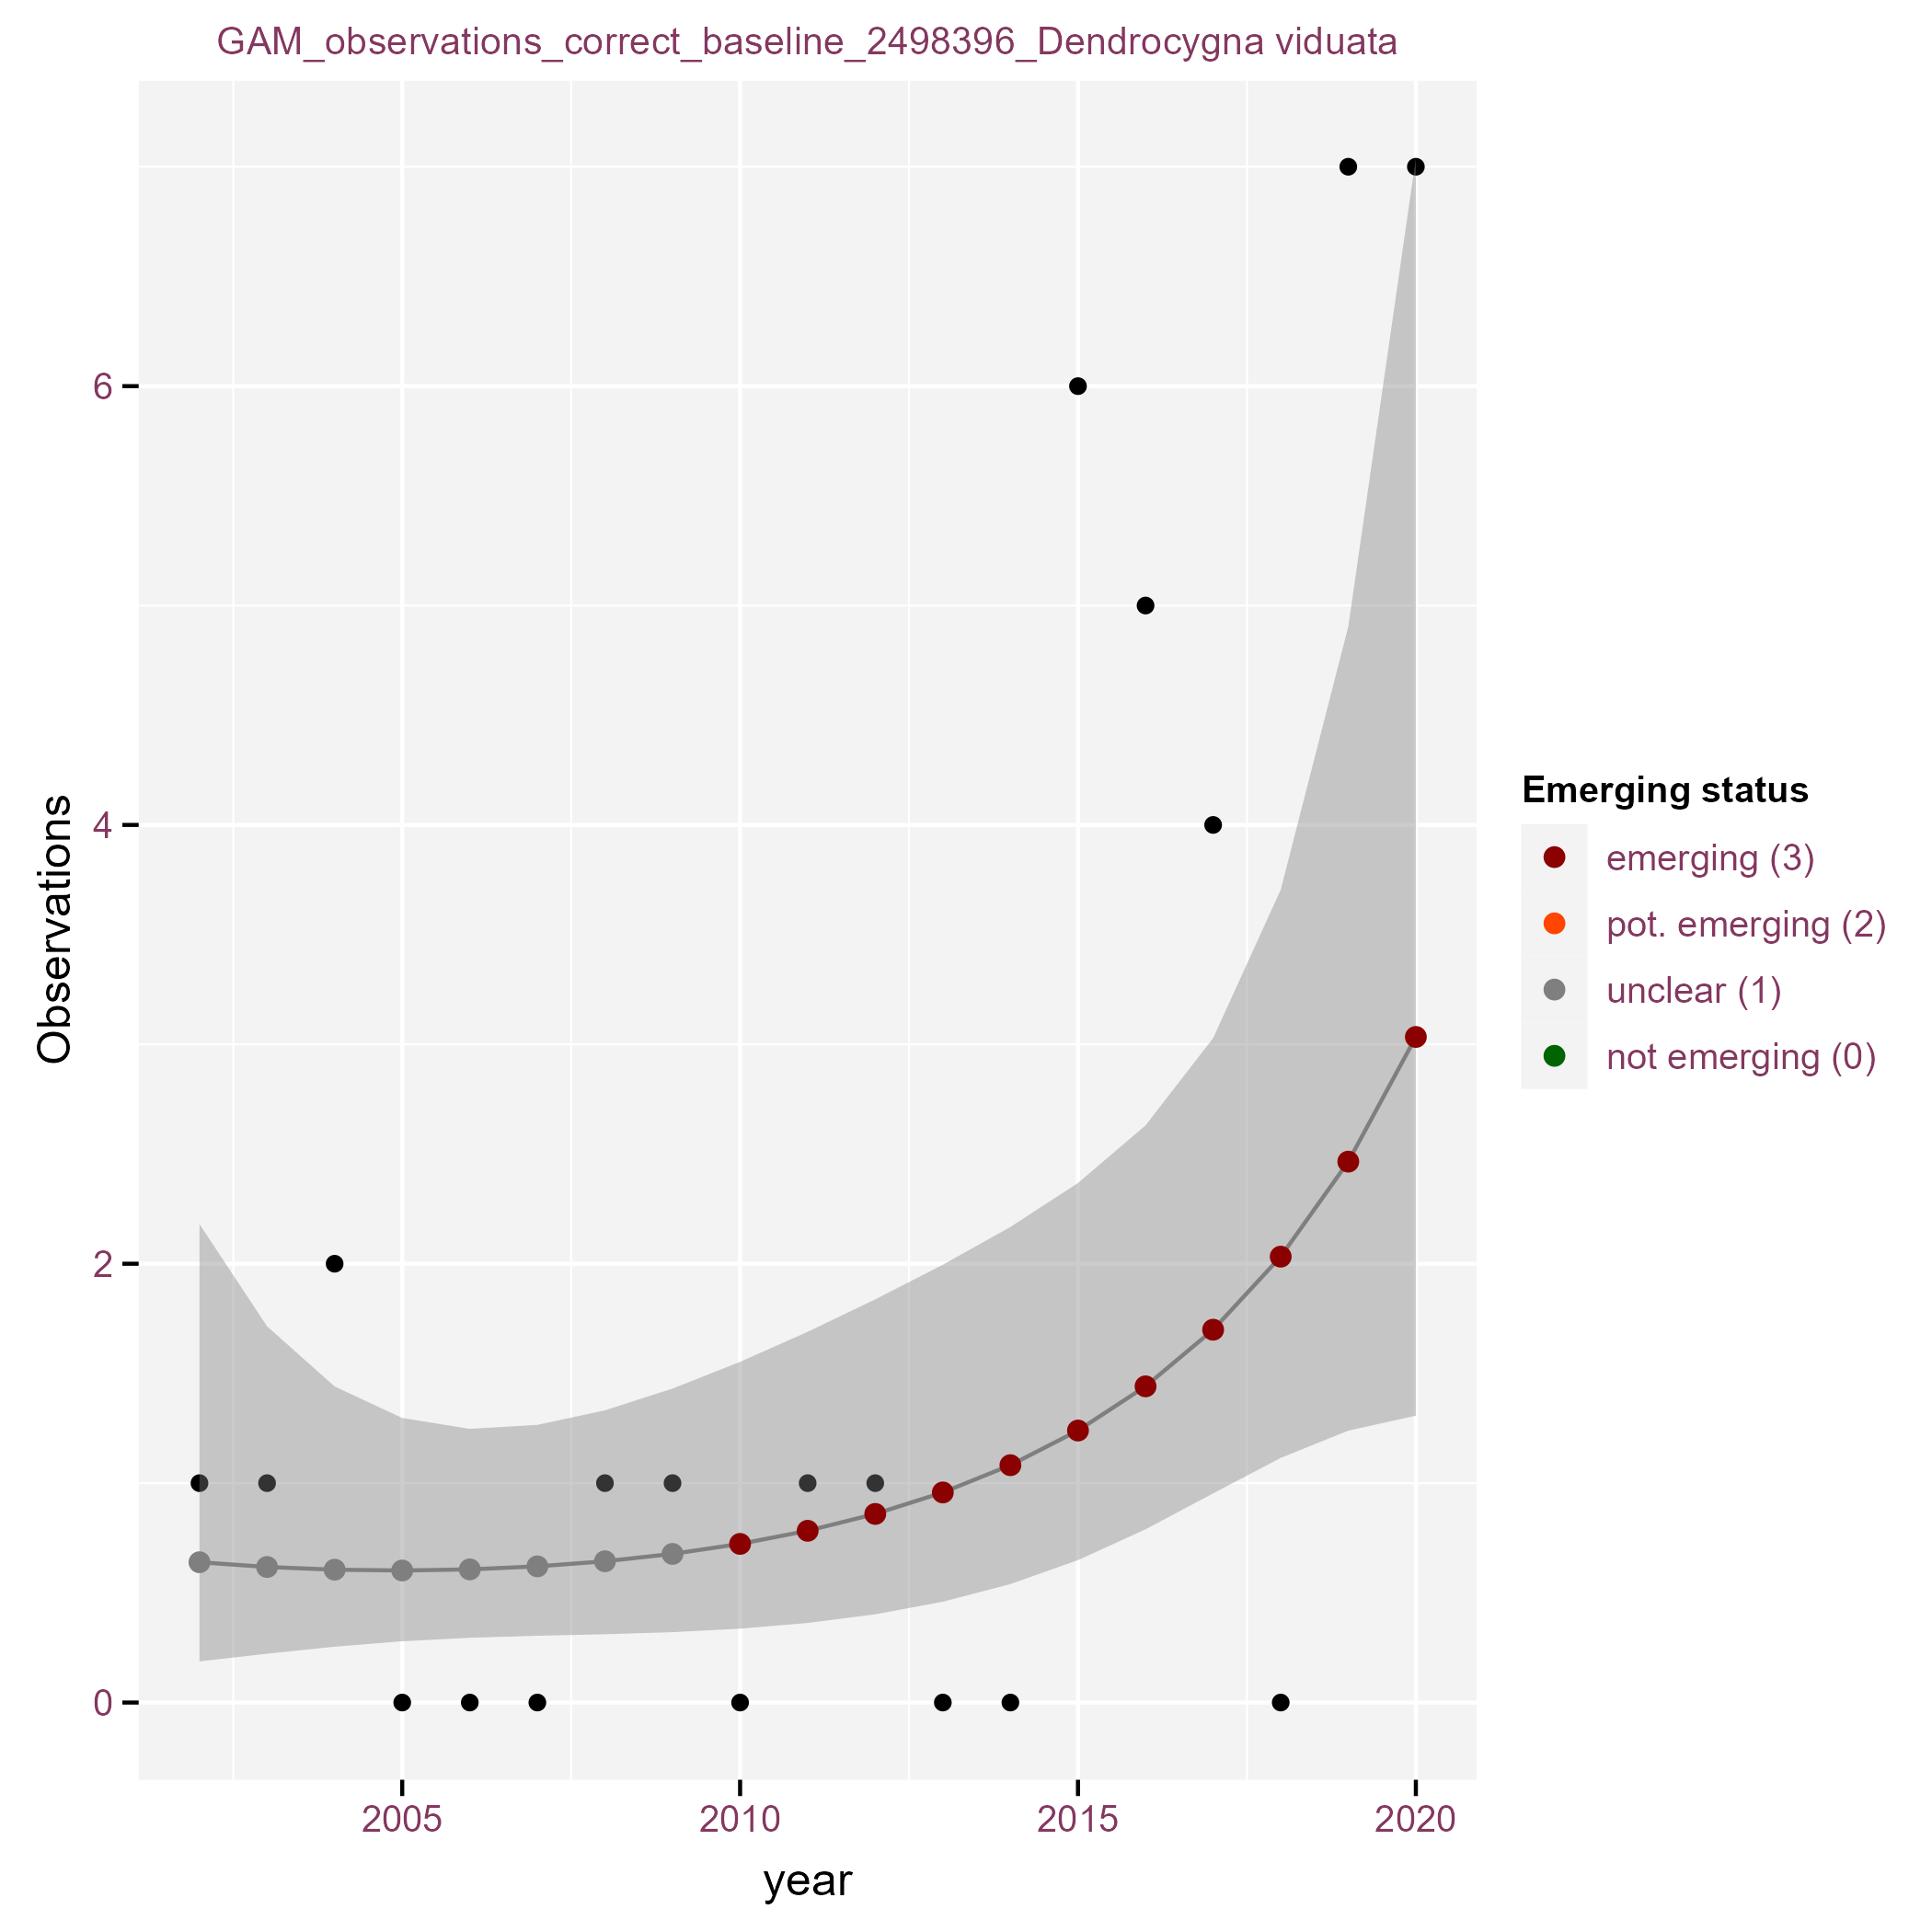 GAM_observations_correct_baseline_2498396_Dendrocygna viduata
Observations
6
4
2
0
2005
2010
2015
2020
year
Emerging status
emerging (3)
pot. emerging (2)
unclear (1)
not emerging (0)